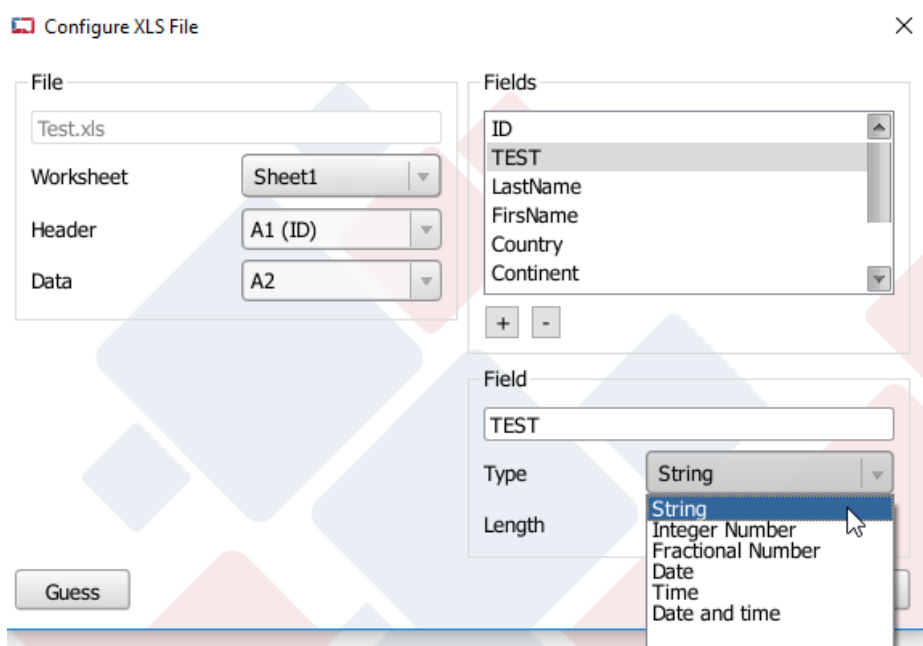 Configure XLS File
File
Test.xls
Worksheet Sheet1
Header A1 (ID)
Data A2
Fields
ID
TEST
LastName
FirsName
Country
Continent
+ -
Field
TEST
Type String
Length
String
Integer Number
Fractional Number
Date
Time
Date and time
Guess